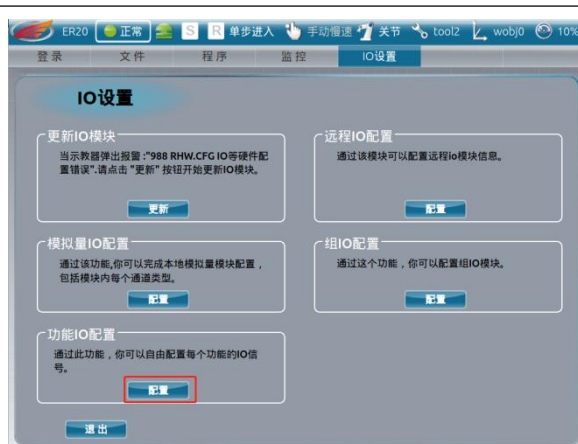 ER20 正常 S R 单步进入 手动慢速 关节 tool2 wobj0 10%
登录 文件 程序 监控 IO设置
IO设置
更新IO模块
当示教器弹出报警:"988 RHW.CFG IO等硬件配
置错误".请点击 "更新" 按钮开始更新IO模块。
更新
远程IO配置
通过该模块可以配置远程io模块信息。
配置
模拟量IO配置
通过该功能,你可以完成本地模拟量模块配置，
包括模块内每个通道类型。
配置
组IO配置
通过这个功能，你可以配置组IO模块。
配置
功能IO配置
通过此功能，你可以自由配置每个功能的IO信
号。
配置
退出